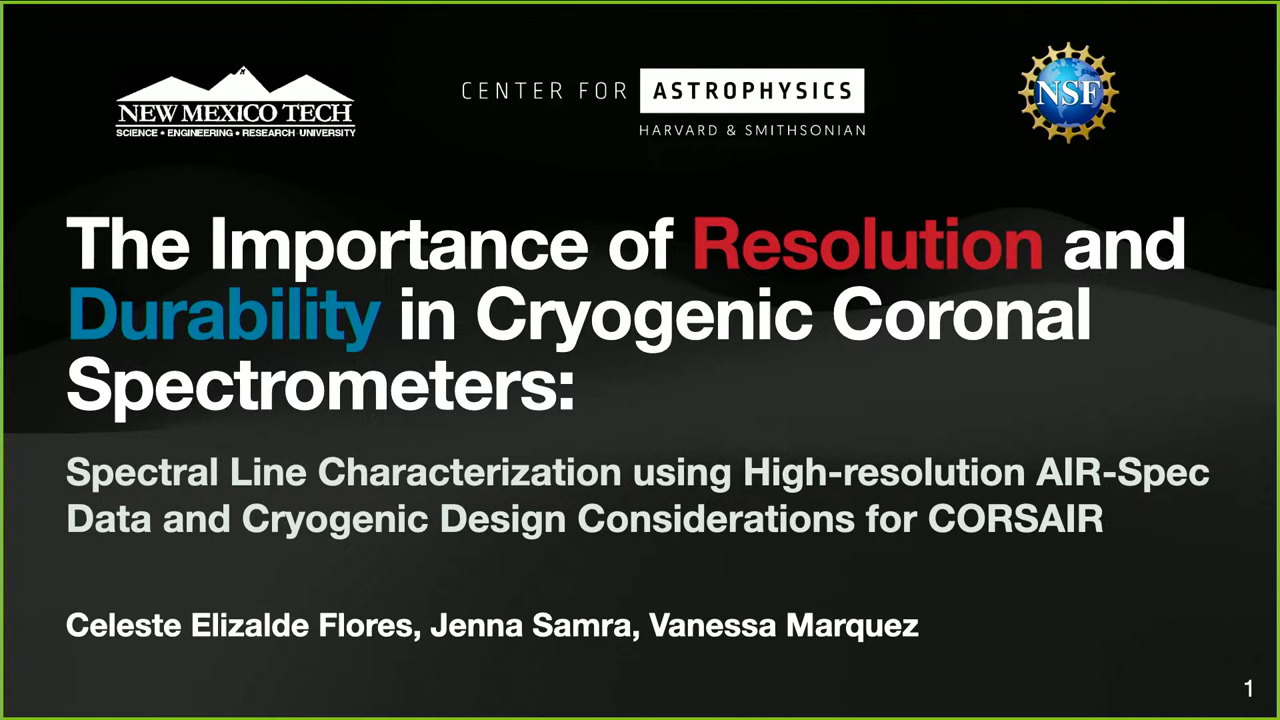 NEW MEXICO TECH
SCIENCE • ENGINEERING • RESEARCH UNIVERSITY
CENTER FOR ASTROPHYSICS
HARVARD & SMITHSONIAN
NSF
The Importance of Resolution and
Durability in Cryogenic Coronal
Spectrometers:
Spectral Line Characterization using High-resolution AIR-Spec
Data and Cryogenic Design Considerations for CORSAIR
Celeste Elizalde Flores, Jenna Samra, Vanessa Marquez
1